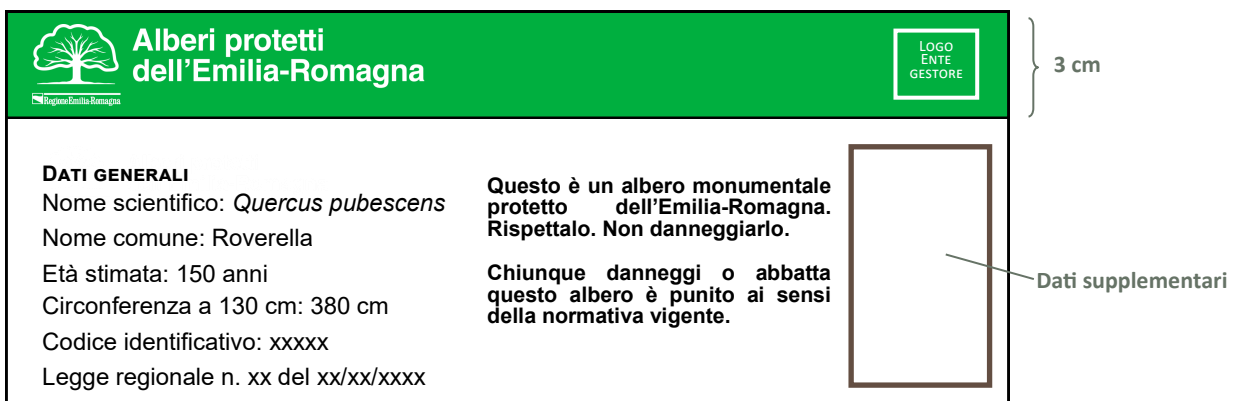 Alberi protetti
dell'Emilia-Romagna
RegioneEmilia-Romagna
LOGO
ENTE
GESTORE
3 cm
DATI GENERALI
Nome scientifico: Quercus pubescens
Nome comune: Roverella
Età stimata: 150 anni
Circonferenza a 130 cm: 380 cm
Codice identificativo: xxxxx
Legge regionale n. xx del xx/xx/xxxx
Questo è un albero monumentale
protetto dell'Emilia-Romagna.
Rispettalo. Non danneggiarlo.
Chiunque danneggi o abbatta
questo albero è punito ai sensi
della normativa vigente.
Dati supplementari